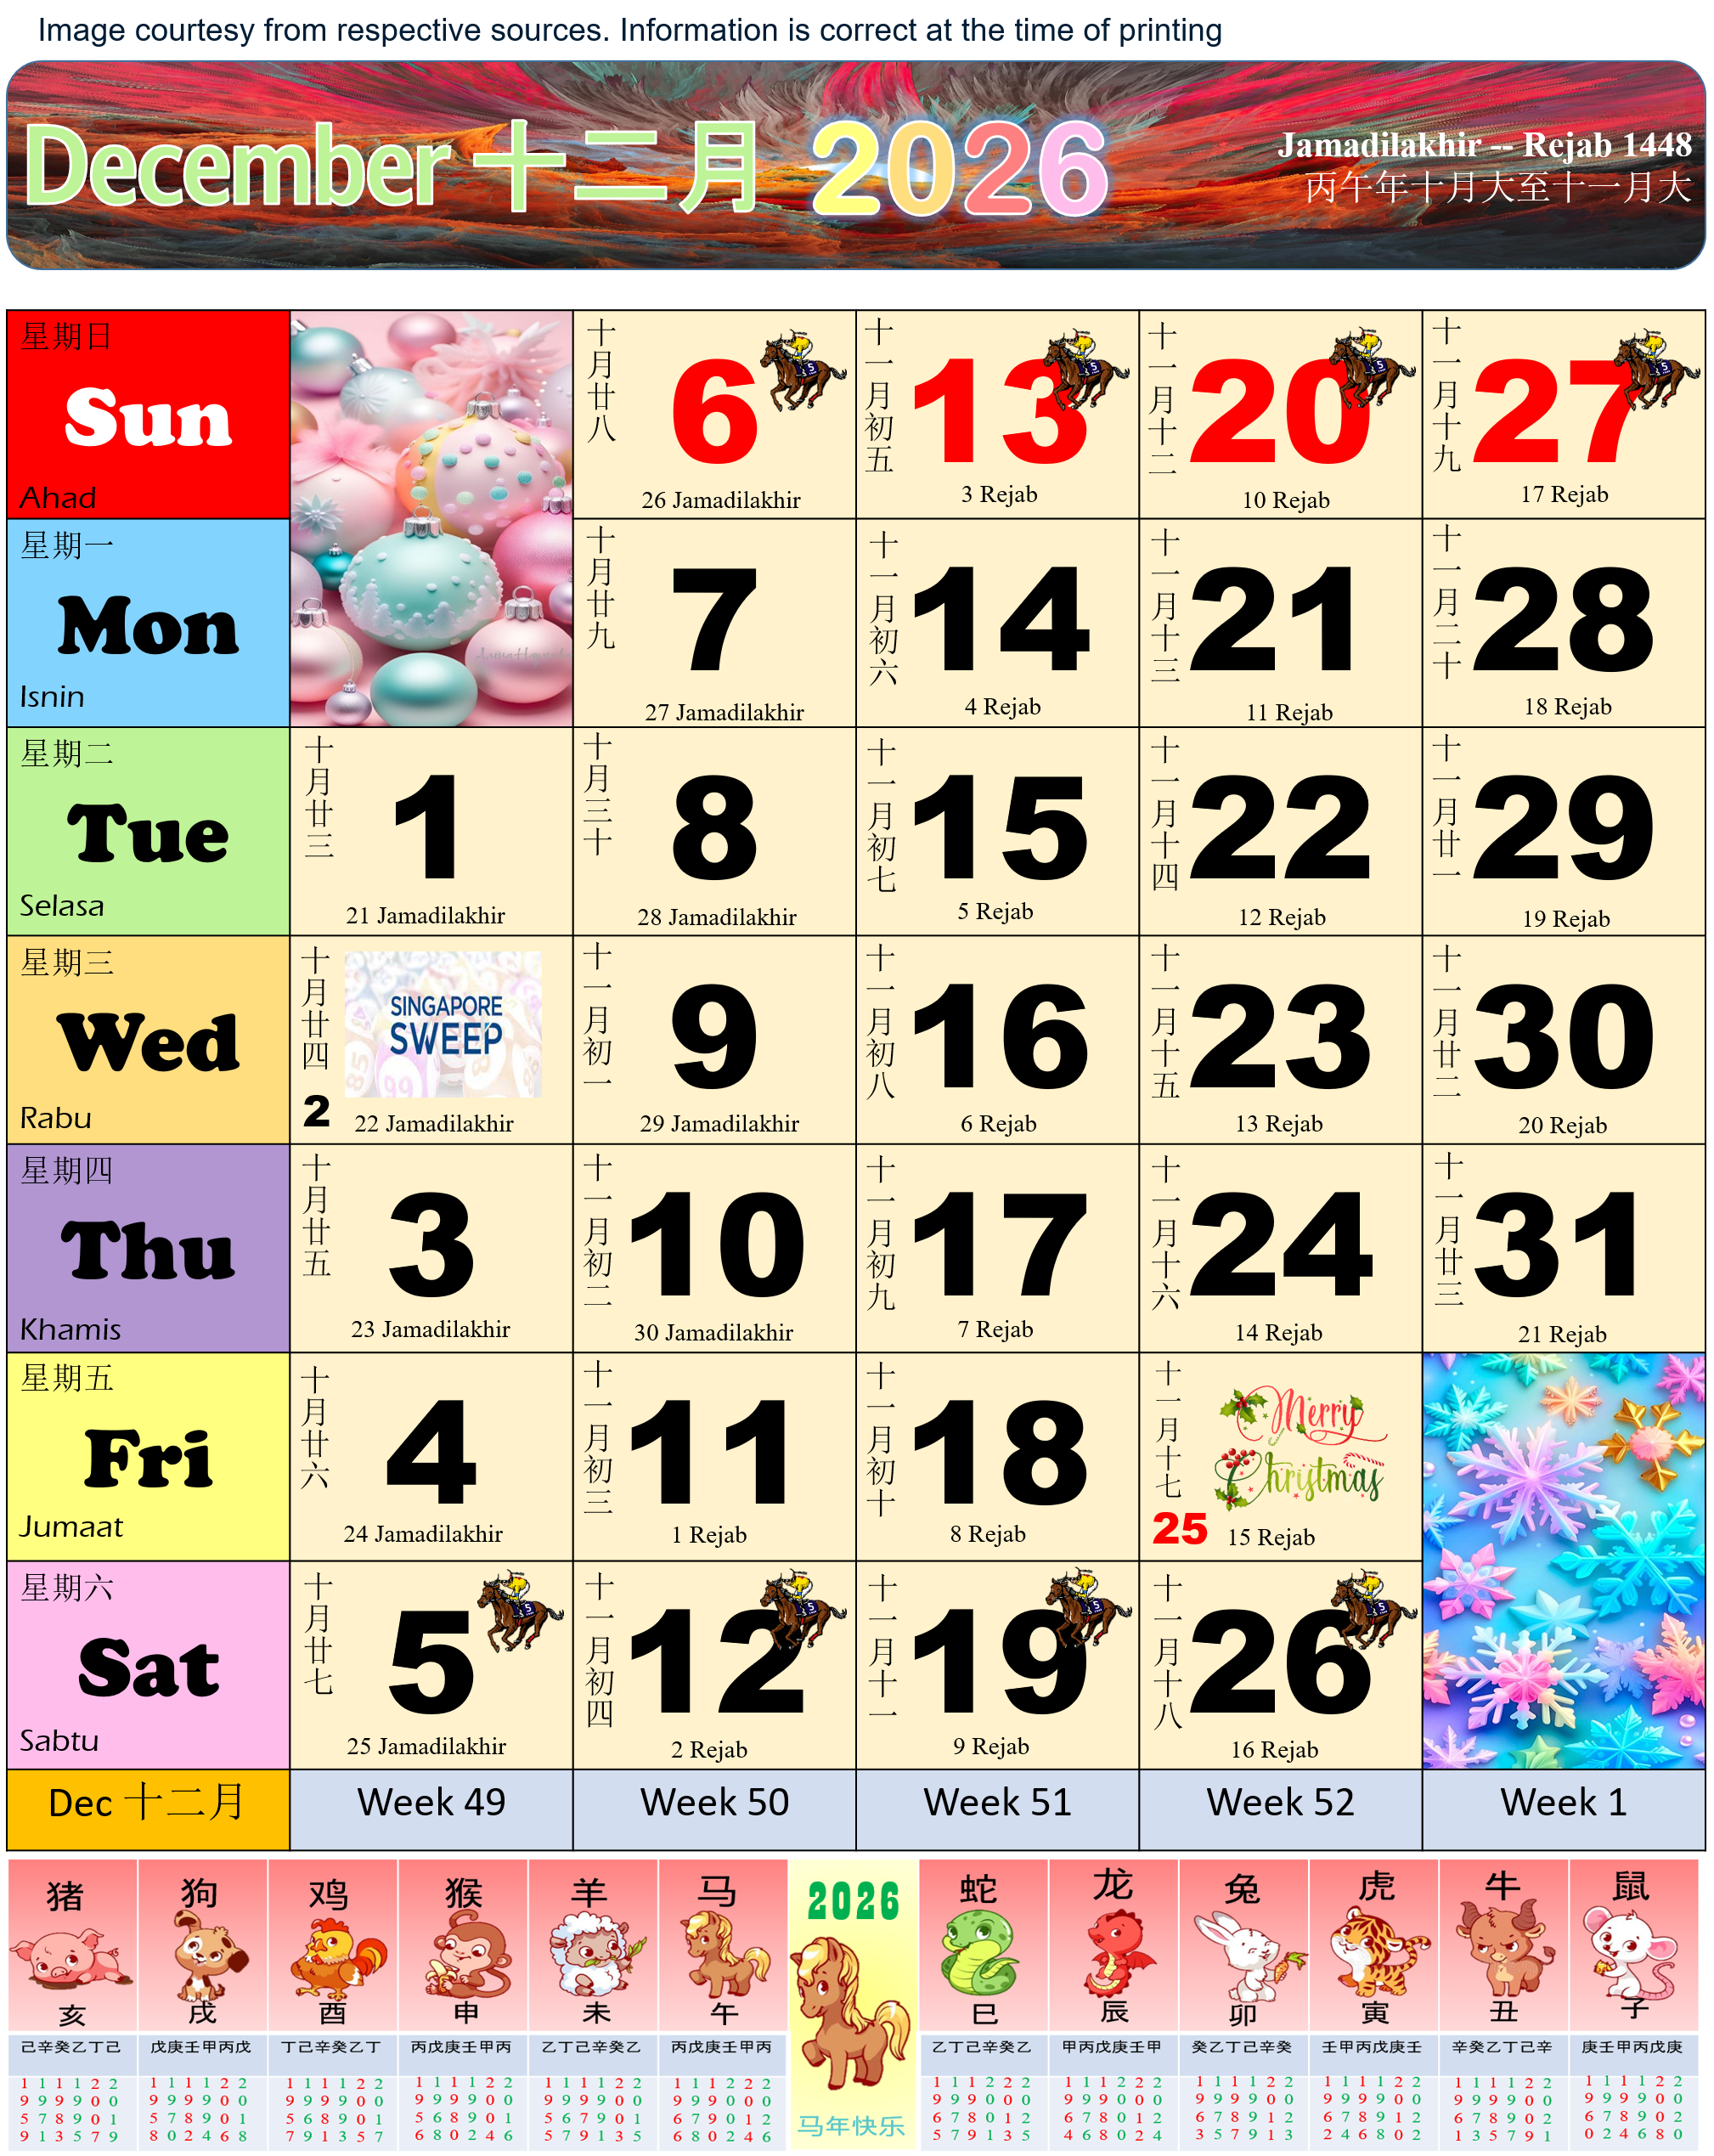 Image courtesy from respective sources. Information is correct at the time of printing
December 十二月 2026
Jamadilakhir -- Rejab 1448
丙午年十月大至十一月大
星期日
Sun
Ahad
十月廿八
6
26 Jamadilakhir
十一月初五
13
3 Rejab
十一月十二
20
10 Rejab
十一月十九
27
17 Rejab
星期一
Mon
Isnin
十月廿九
7
27 Jamadilakhir
十一月初六
14
4 Rejab
十一月十三
21
11 Rejab
十一月二十
28
18 Rejab
星期二
Tue
Selasa
十月廿三
1
21 Jamadilakhir
十月三十
8
28 Jamadilakhir
十一月初七
15
5 Rejab
十一月十四
22
12 Rejab
十一月廿一
29
19 Rejab
星期三
Wed
Rabu
十月廿四
SINGAPORE
SWEEP
2
22 Jamadilakhir
十一月初一
9
29 Jamadilakhir
十一月初八
16
6 Rejab
十一月十五
23
13 Rejab
十一月廿二
30
20 Rejab
星期四
Thu
Khamis
十月廿五
3
23 Jamadilakhir
十一月初二
10
30 Jamadilakhir
十一月初九
17
7 Rejab
十一月十六
24
14 Rejab
十一月廿三
31
21 Rejab
星期五
Fri
Jumaat
十月廿六
4
24 Jamadilakhir
十一月初三
11
1 Rejab
十一月初十
18
8 Rejab
十一月十七
Merry
Christmas
25
15 Rejab
星期六
Sat
Sabtu
十月廿七
5
25 Jamadilakhir
十一月初四
12
2 Rejab
十一月十一
19
9 Rejab
十一月十八
26
16 Rejab
Dec 十二月
Week 49
Week 50
Week 51
Week 52
Week 1
猪 狗 鸡 猴 羊 马 2026 蛇 龙 兔 虎 牛 鼠
亥 戌 酉 申 未 午 巳 辰 卯 寅 丑 子
己辛癸乙丁己 戊庚壬甲丙戊 丁己辛癸乙丁 丙戊庚壬甲丙 乙丁己辛癸乙 丙戊庚壬甲丙 乙丁己辛癸乙 甲丙戊庚壬甲 癸乙丁己辛癸 壬甲丙戊庚壬 辛癸乙丁己辛 庚壬甲丙戊庚
1959 1971 1983 1995 2007 2019
1958 1970 1982 1994 2006 2018
1957 1969 1981 1993 2005 2017
1956 1968 1980 1992 2004 2016
1955 1967 1979 1991 2003 2015
1966 1978 1990 2002 2014 2026
马年快乐
1965 1977 1989 2001 2013 2025
1964 1976 1988 2000 2012 2024
1963 1975 1987 1999 2011 2023
1962 1974 1986 1998 2010 2022
1961 1973 1985 1997 2009 2021
1960 1972 1984 1996 2008 2020